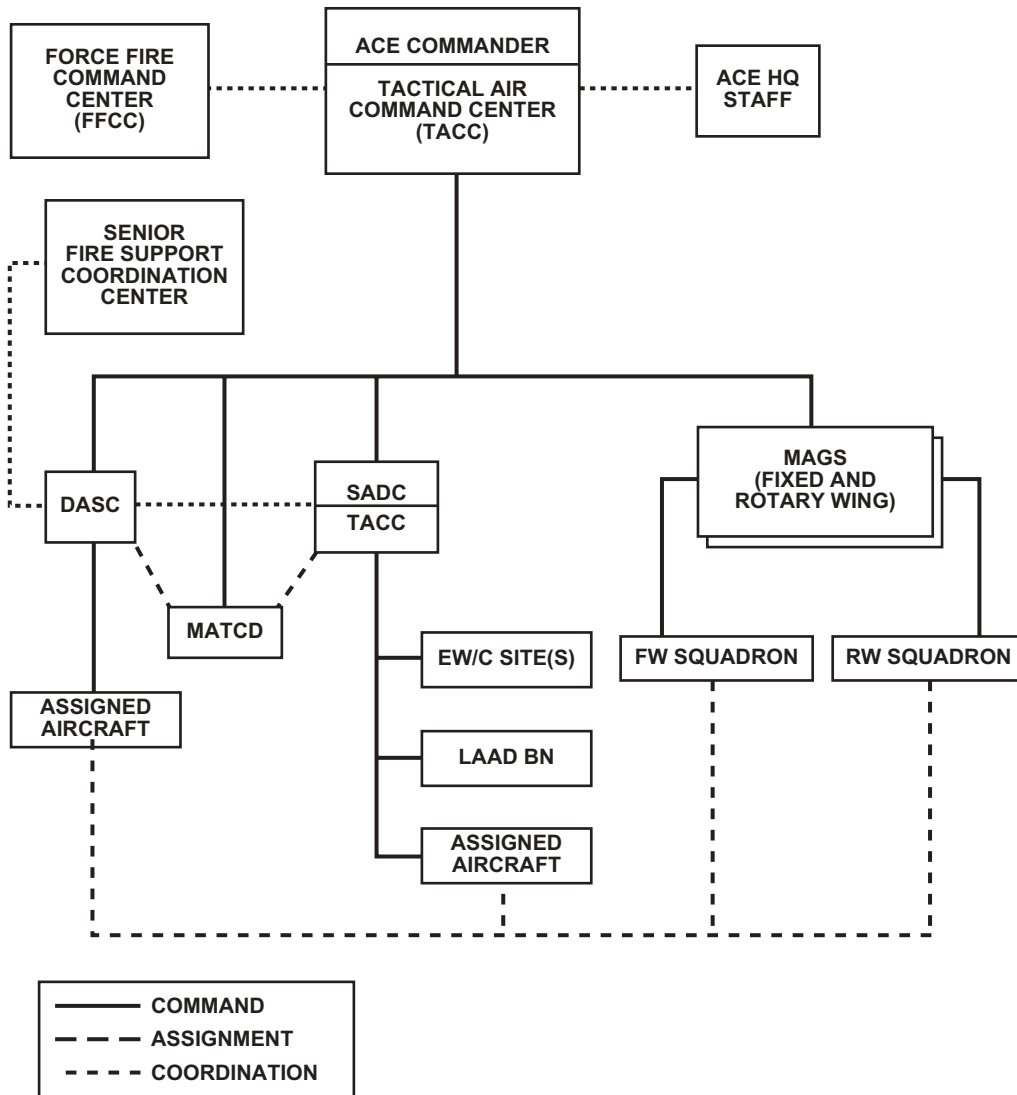 FORCE FIRE
COMMAND
CENTER
(FFCC)
ACE COMMANDER
TACTICAL AIR
COMMAND CENTER
(TACC)
ACE HQ
STAFF
SENIOR
FIRE SUPPORT
COORDINATION
CENTER
DASC
SADC
TACC
MAGS
(FIXED AND
ROTARY WING)
MATCD
EW/C SITE(S)
FW SQUADRON
RW SQUADRON
ASSIGNED
AIRCRAFT
LAAD BN
ASSIGNED
AIRCRAFT
COMMAND
ASSIGNMENT
COORDINATION